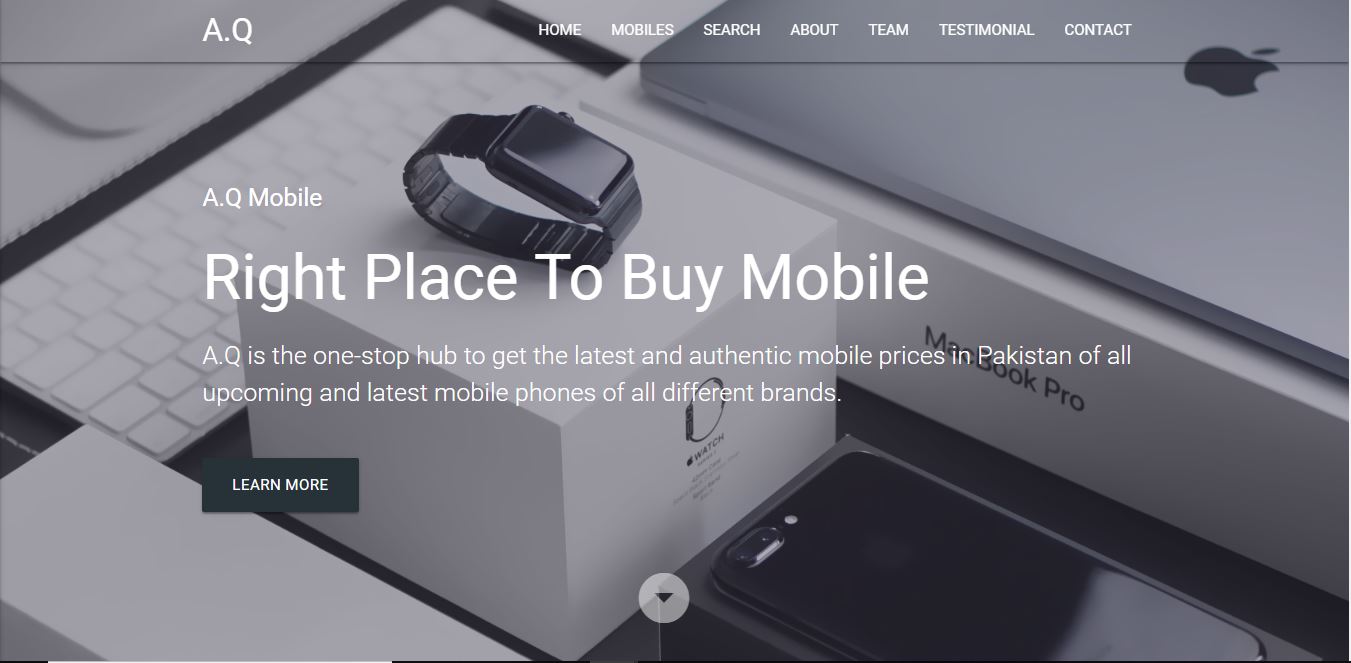 A.Q
HOME MOBILES SEARCH ABOUT TEAM TESTIMONIAL CONTACT
A.Q Mobile
Right Place To Buy Mobile
A.Q is the one-stop hub to get the latest and authentic mobile prices in Pakistan of all
upcoming and latest mobile phones of all different brands.
MacBook Pro
WATCH
LEARN MORE